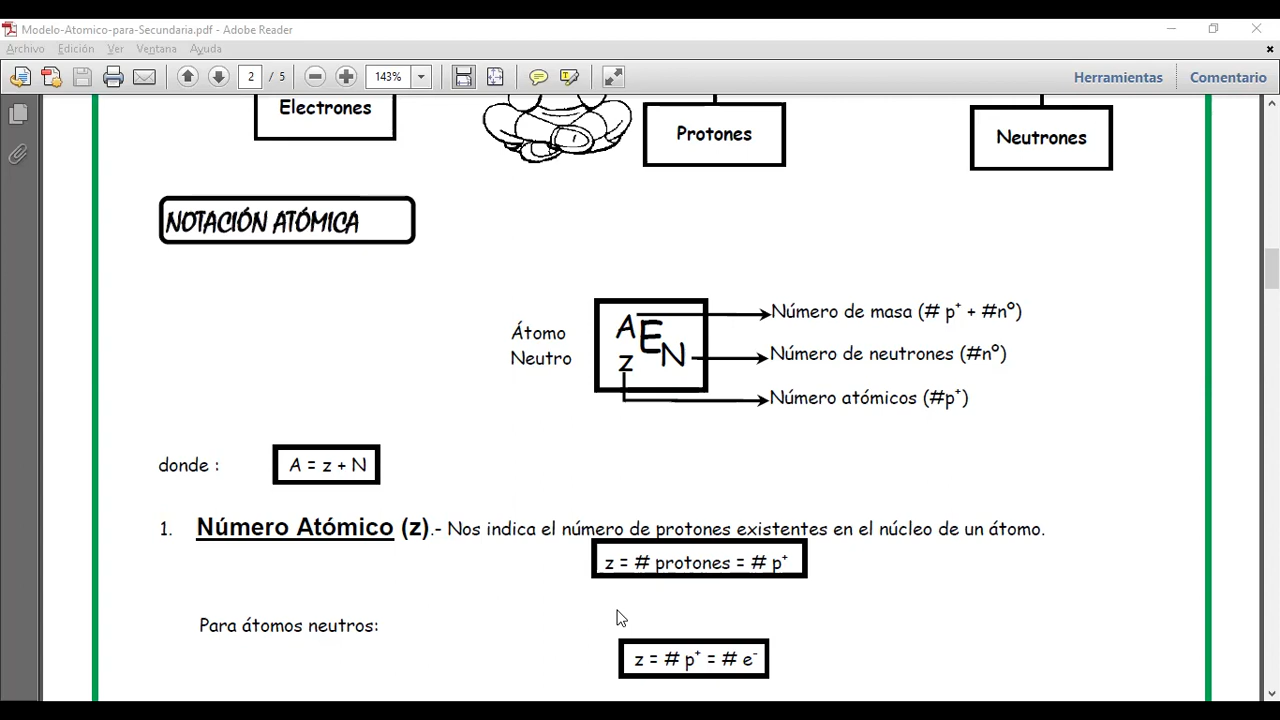 Modelo-Atomico-para-Secundaria.pdf - Adobe Reader
Archivo Edición Ver Ventana Ayuda
2 / 5 143% Herramientas Comentario
Electrones
Protones
Neutrones
NOTACIÓN ATÓMICA
Átomo
Neutro
A
E
N
z
Número de masa (# p⁺ + #nº)
Número de neutrones (#nº)
Número atómicos (#p⁺)
donde : A = z + N
1. Número Atómico (z).- Nos indica el número de protones existentes en el núcleo de un átomo.
z = # protones = # p⁺
Para átomos neutros:
z = # p⁺ = # e⁻